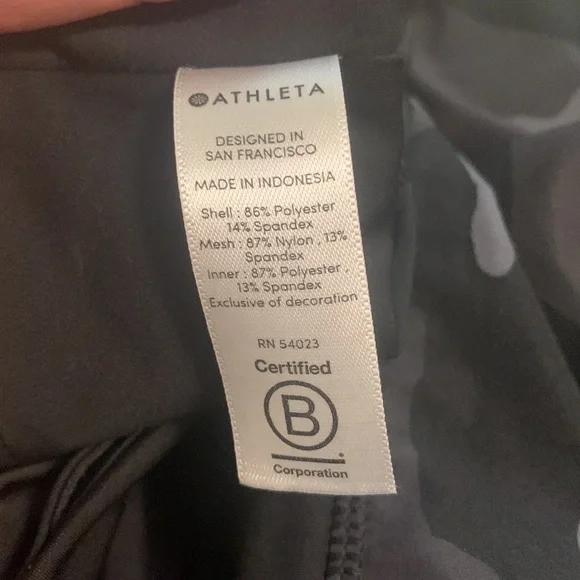 ATHLETA
DESIGNED IN
SAN FRANCISCO
MADE IN INDONESIA
Shell : 86% Polyester
14% Spandex
Mesh : 87% Nylon , 13%
Spandex
Inner : 87% Polyester ,
13% Spandex
Exclusive of decoration
RN 54023
Certified
B
Corporation